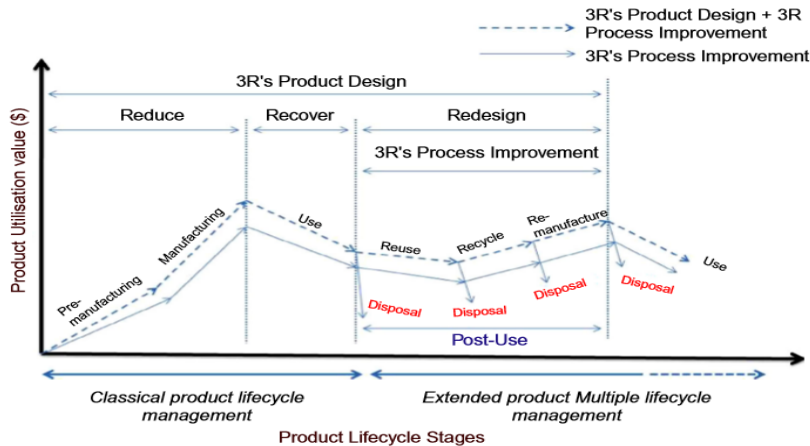 3R's Product Design + 3R
Process Improvement
3R's Process Improvement
3R's Product Design
Reduce
Recover
Redesign
3R's Process Improvement
Product Utilisation value ($)
Pre-
manufacturing
Manufacturing
Use
Reuse
Recycle
Re-
manufacture
Use
Disposal
Disposal
Disposal
Disposal
Post-Use
Classical product lifecycle
management
Extended product Multiple lifecycle
management
Product Lifecycle Stages